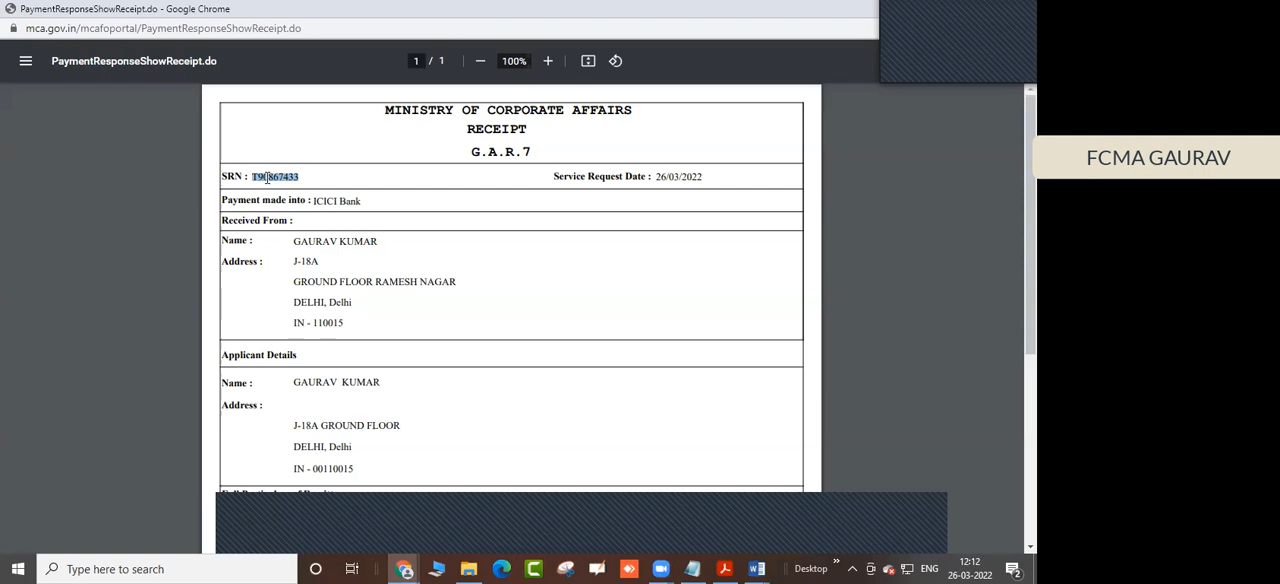 PaymentResponseShowReceipt.do - Google Chrome
mca.gov.in/mcafoportal/PaymentResponseShowReceipt.do
PaymentResponseShowReceipt.do 1 / 1 100%
MINISTRY OF CORPORATE AFFAIRS
RECEIPT
G.A.R.7
SRN : T90867433 Service Request Date : 26/03/2022
Payment made into : ICICI Bank
Received From :
Name : GAURAV KUMAR
Address : J-18A
GROUND FLOOR RAMESH NAGAR
DELHI, Delhi
IN - 110015
Applicant Details
Name : GAURAV KUMAR
Address :
J-18A GROUND FLOOR
DELHI, Delhi
IN - 00110015
FCMA GAURAV
Type here to search
Desktop
ENG
12:12
26-03-2022
2